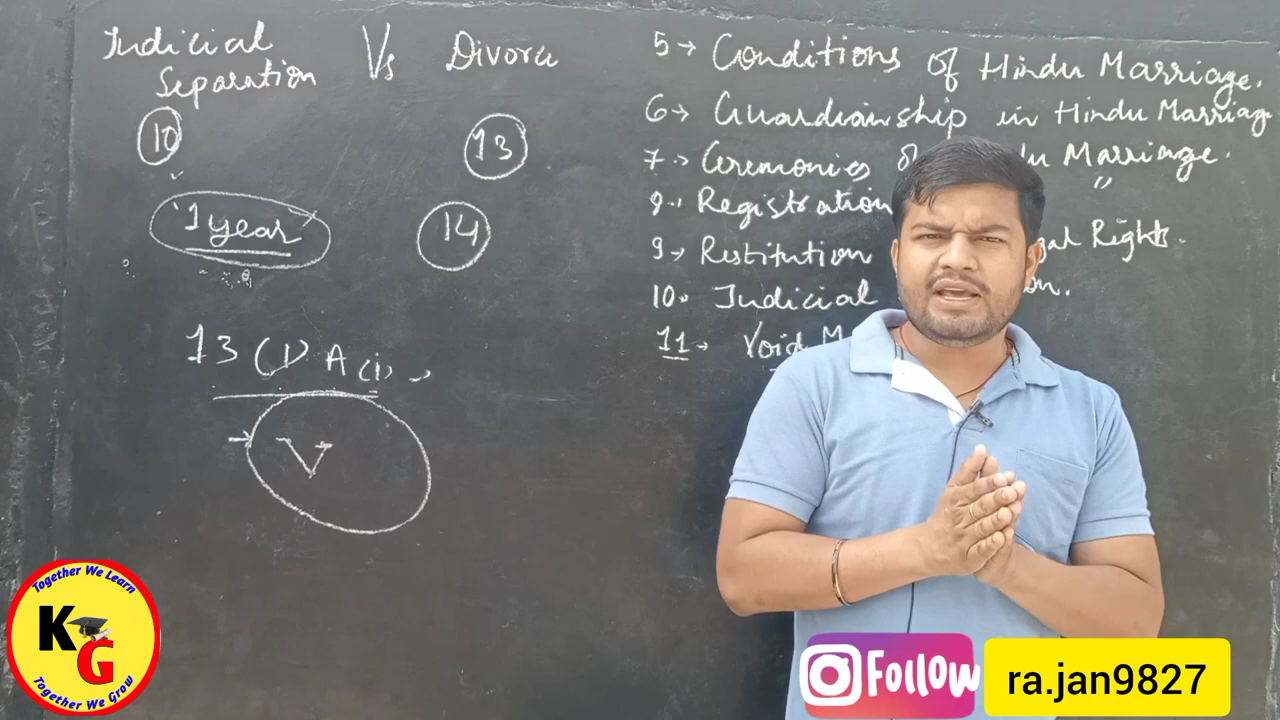 Judicial
Separation
Vs
Divorce
10
13
1 year
14
13 (1) A (i)
V
5→ Conditions of Hindu Marriage.
6→ Guardianship in Hindu Marriage
7→ Ceremonies of Marriage.
8→ Registration "
9→ Restitution Rights.
10. Judicial
11→ Void
Together We Learn
KG
Together We Grow
Follow
ra.jan9827